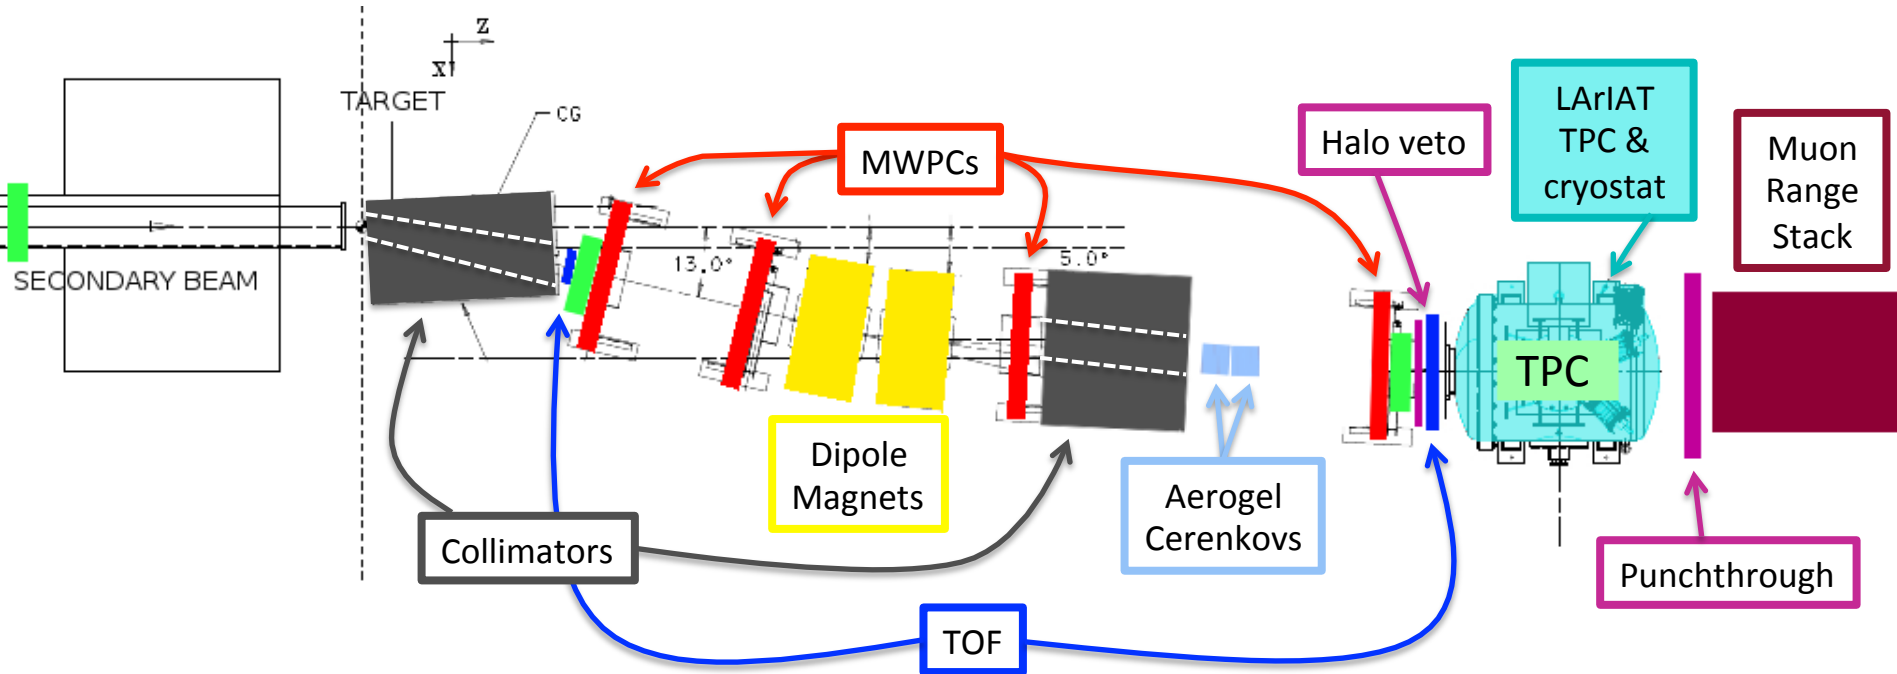 Z
X
TARGET
CG
SECONDARY BEAM
13.0°
5.0°
MWPCs
Halo veto
LArIAT
TPC &
cryostat
Muon
Range
Stack
TPC
Dipole
Magnets
Aerogel
Cerenkovs
Collimators
Punchthrough
TOF